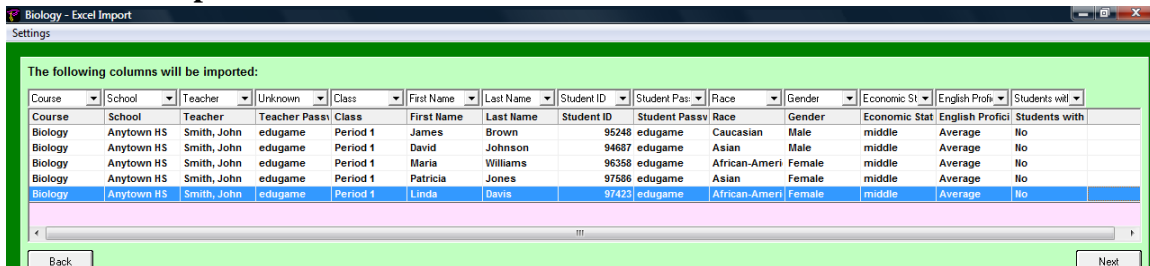 Biology - Excel Import
Settings
The following columns will be imported:
Course School Teacher Unknown Class First Name Last Name Student ID Student Pas: Race Gender Economic St English Profi Students witl
Course School Teacher Teacher Passv Class First Name Last Name Student ID Student Passv Race Gender Economic Stat English Profici Students with
Biology Anytown HS Smith, John edugame Period 1 James Brown 95248 edugame Caucasian Male middle Average No
Biology Anytown HS Smith, John edugame Period 1 David Johnson 94687 edugame Asian Male middle Average No
Biology Anytown HS Smith, John edugame Period 1 Maria Williams 96358 edugame African-Ameri Female middle Average No
Biology Anytown HS Smith, John edugame Period 1 Patricia Jones 97586 edugame Asian Female middle Average No
Biology Anytown HS Smith, John edugame Period 1 Linda Davis 97423 edugame African-Ameri Female middle Average No
Back Next